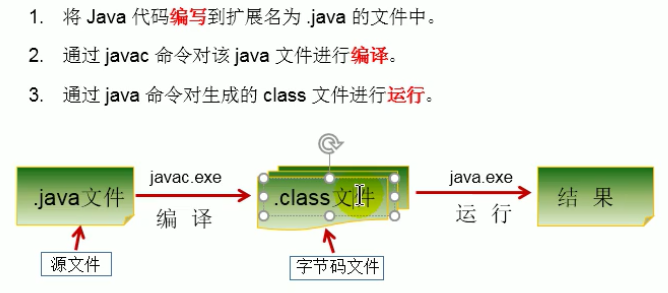 1. 将 Java 代码编写到扩展名为 .java 的文件中。
2. 通过 javac 命令对该 java 文件进行编译。
3. 通过 java 命令对生成的 class 文件进行运行。
.java文件
javac.exe
编 译
.class文件
java.exe
运 行
结 果
源文件
字节码文件